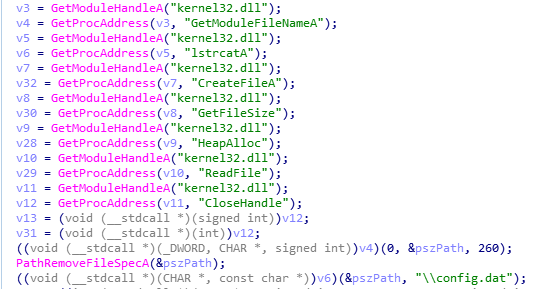 v3 = GetModuleHandleA("kernel32.dll");
v4 = GetProcAddress(v3, "GetModuleFileNameA");
v5 = GetModuleHandleA("kernel32.dll");
v6 = GetProcAddress(v5, "lstrcatA");
v7 = GetModuleHandleA("kernel32.dll");
v32 = GetProcAddress(v7, "CreateFileA");
v8 = GetModuleHandleA("kernel32.dll");
v30 = GetProcAddress(v8, "GetFileSize");
v9 = GetModuleHandleA("kernel32.dll");
v28 = GetProcAddress(v9, "HeapAlloc");
v10 = GetModuleHandleA("kernel32.dll");
v29 = GetProcAddress(v10, "ReadFile");
v11 = GetModuleHandleA("kernel32.dll");
v12 = GetProcAddress(v11, "CloseHandle");
v13 = (void (__stdcall *)(signed int))v12;
v31 = (void (__stdcall *)(int))v12;
((void (__stdcall *)(_DWORD, CHAR *, signed int))v4)(0, &pszPath, 260);
PathRemoveFileSpecA(&pszPath);
((void (__stdcall *)(CHAR *, const char *))v6)(&pszPath, "\\config.dat");